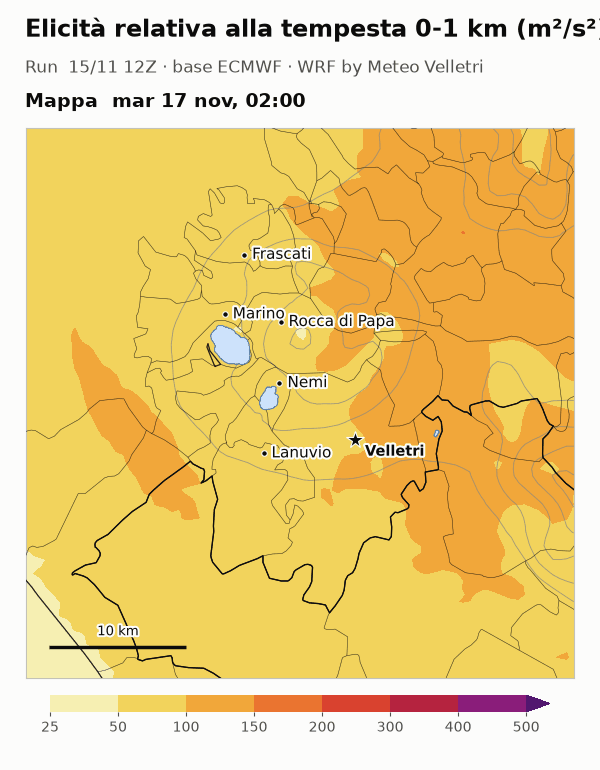 Elicità relativa alla tempesta 0-1 km (m²/s²)
Run  15/11 12Z · base ECMWF · WRF by Meteo Velletri
Mappa  mar 17 nov, 02:00
Frascati
Marino
Rocca di Papa
Nemi
Velletri
Lanuvio
10 km
25 50 100 150 200 300 400 500